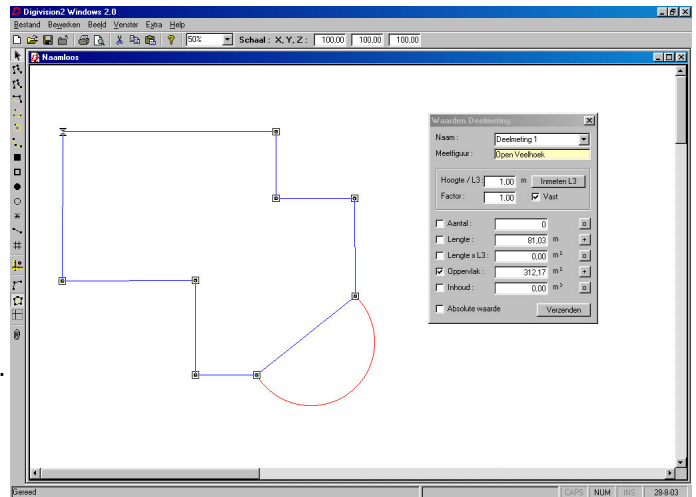 Digivision2 Windows 2.0
Bestand Bewerken Beeld Venster Extra Help
50% Schaal : X, Y, Z : 100,00 100,00 100,00
Naamloos
Waarden Deelmeting
Naam : Deelmeting 1
Meetfiguur : Open Veelhoek
Hoogte / L3 : 1,00 m Inmeten L3
Factor : 1,00 Vast
Aantal : 0 o
Lengte : 81,03 m +
Lengte x L3 : 0,00 m² o
Oppervlak : 312,17 m² +
Inhoud : 0,00 m³ o
Absolute waarde Verzenden
Gereed CAPS NUM INS 28-8-03